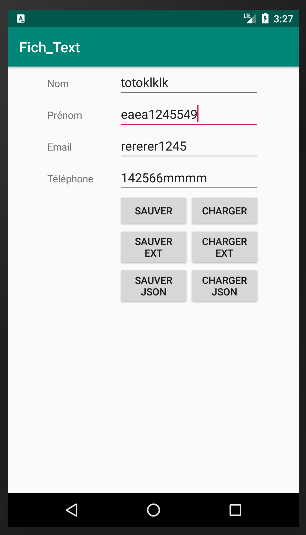 3:27
Fich_Text
Nom totoklklk
Prénom eaea1245549
Email rererer1245
Téléphone 142566mmmm
SAUVER CHARGER
SAUVER EXT CHARGER EXT
SAUVER JSON CHARGER JSON